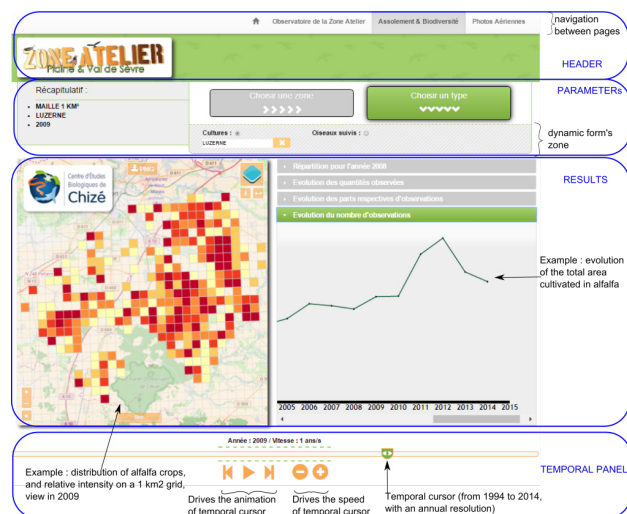 Observatoire de la Zone Atelier Assolement & Biodiversité Photos Aériennes
navigation
between pages
ZONE ATELIER
Plaine & Val de Sèvre
HEADER
Récapitulatif :
MAILLE 1 KM²
LUZERNE
2009
Choisir une zone
Choisir un type
PARAMETERs
Cultures :
Oiseaux suivis :
LUZERNE
dynamic form's
zone
Centre d'Études
Biologiques de
Chizé
Répartition pour l'année 2008
Evolution des quantités observées
Evolution des parts respectives d'observations
Evolution du nombre d'observations
RESULTS
Example : evolution
of the total area
cultivated in alfalfa
2005 2006 2007 2008 2009 2010 2011 2012 2013 2014 2015
Année : 2009 / Vitesse : 1 ans/s
Example : distribution of alfalfa crops,
and relative intensity on a 1 km2 grid,
view in 2009
Drives the animation
of temporal cursor
Drives the speed
of temporal cursor
Temporal cursor (from 1994 to 2014,
with an annual resolution)
TEMPORAL PANEL